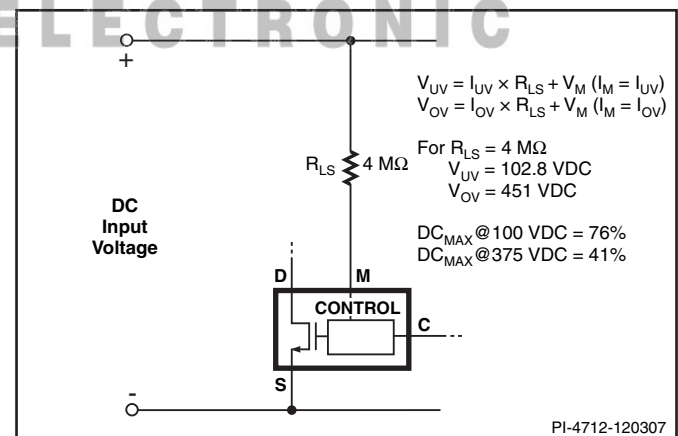 ELECTRONIC
+
V_UV = I_UV × R_LS + V_M (I_M = I_UV)
V_OV = I_OV × R_LS + V_M (I_M = I_OV)
For R_LS = 4 MΩ
V_UV = 102.8 VDC
V_OV = 451 VDC
R_LS 4 MΩ
DC
Input
Voltage
DC_MAX@100 VDC = 76%
DC_MAX@375 VDC = 41%
D M
CONTROL
C
S
-
PI-4712-120307